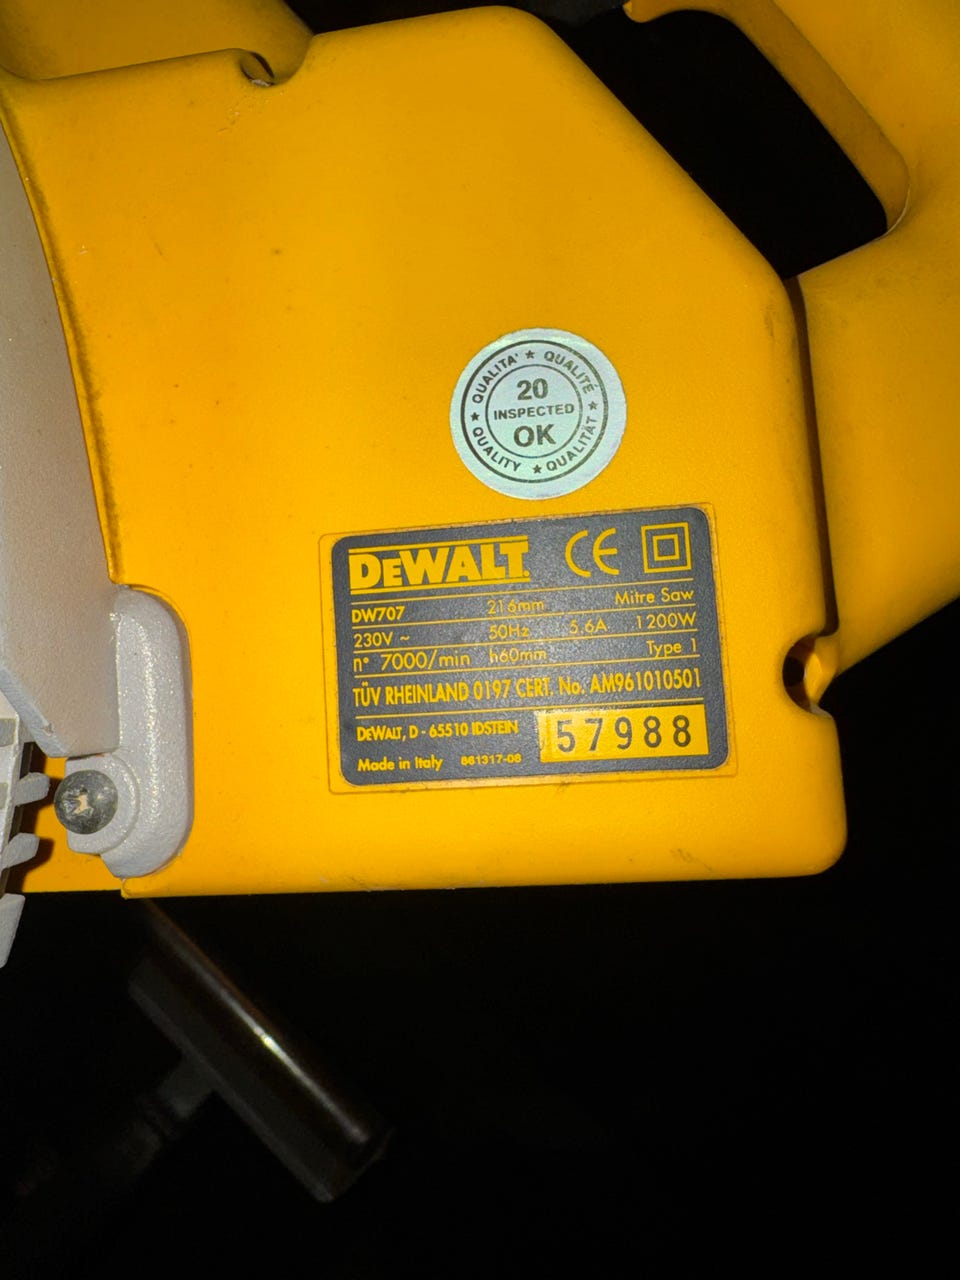 QUALITA' ★ QUALITÉ ★ QUALITÄT ★ QUALITY ★
20
INSPECTED
OK
DEWALT. CE
DW707 216mm Mitre Saw
230V ~ 50Hz 5.6A 1200W
n° 7000/min h60mm Type 1
TÜV RHEINLAND 0197 CERT. No. AM961010501
DEWALT, D - 65510 IDSTEIN
57988
Made in Italy 861317-08